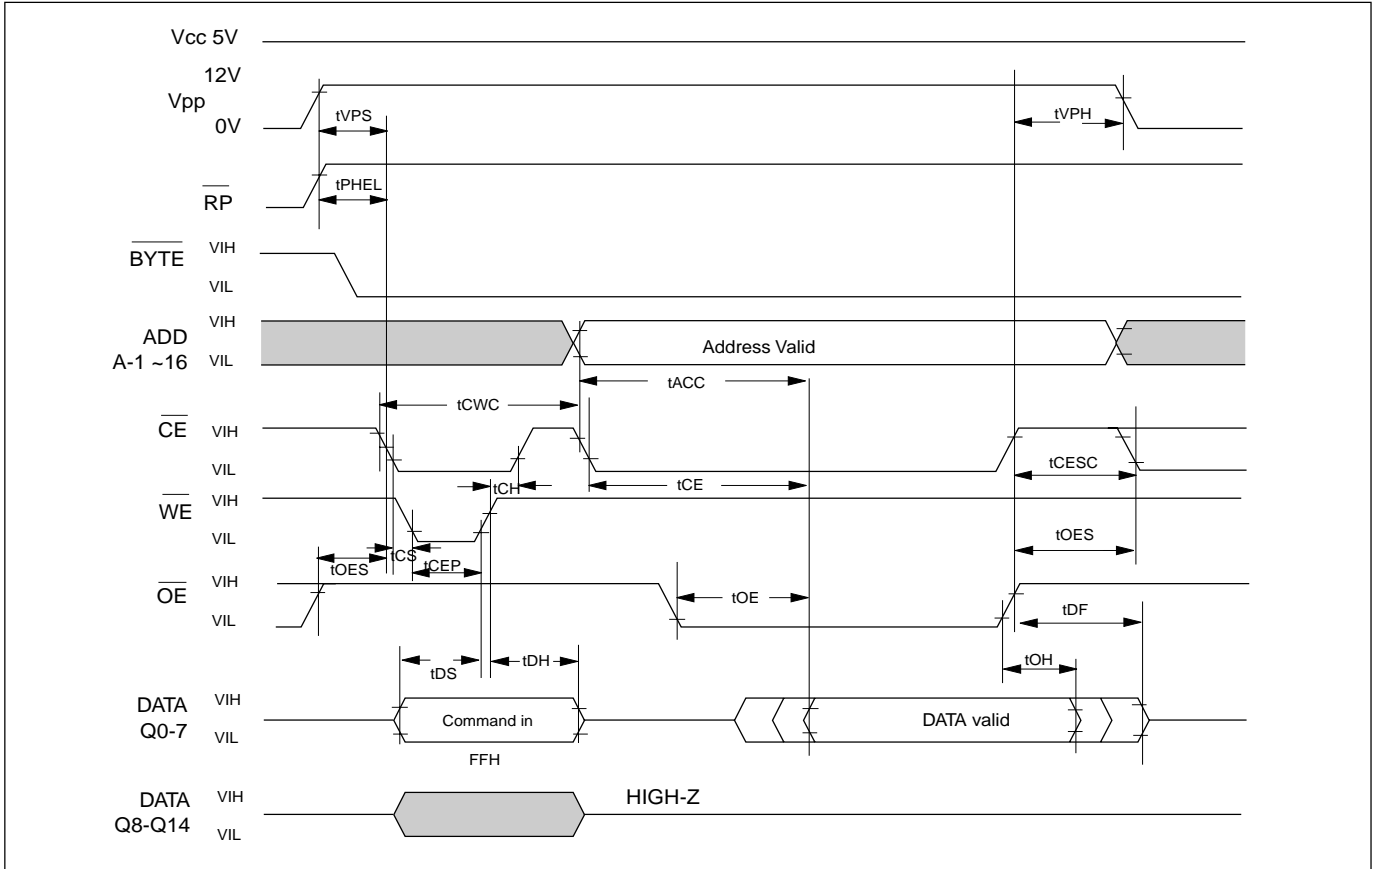 Vcc 5V
12V
Vpp
0V
tVPS
tVPH
RP
tPHEL
BYTE
VIH
VIL
ADD
A-1 ~16
VIH
VIL
Address Valid
tACC
tCWC
CE
VIH
VIL
tCESC
tCH
tCE
WE
VIH
VIL
tOES
tCS
tCEP
tOES
OE
VIH
VIL
tOE
tDF
tDS
tDH
tOH
DATA
Q0-7
VIH
VIL
Command in
DATA valid
FFH
DATA
Q8-Q14
VIH
VIL
HIGH-Z